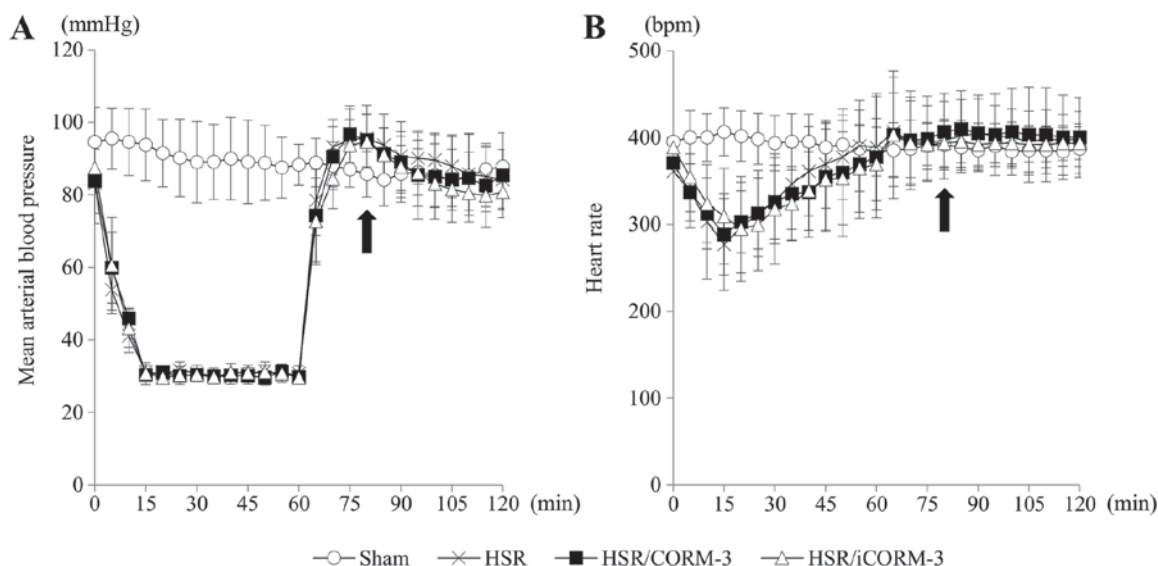 A (mmHg)
120
100
80
60
40
20
0
Mean arterial blood pressure
0 15 30 45 60 75 90 105 120 (min)
B (bpm)
500
400
300
400
100
0
Heart rate
0 15 30 45 60 75 90 105 120 (min)
Sham HSR HSR/CORM-3 HSR/iCORM-3